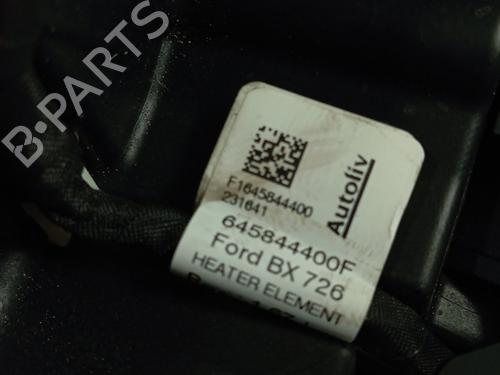 B-PARTS
Autoliv
F1645844400
231641
645844400F
Ford BX 726
HEATER ELEMENT